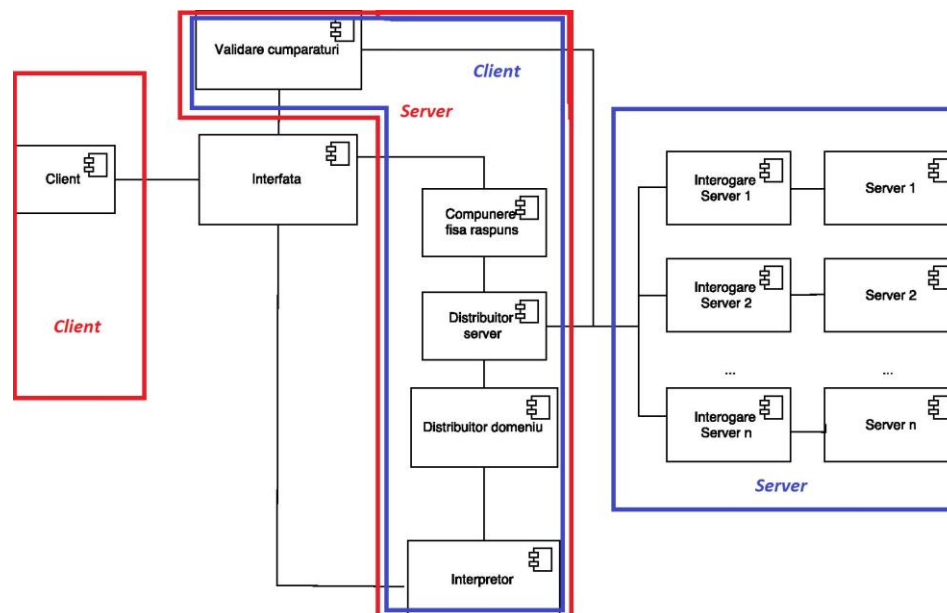 Validare cumparaturi
Client
Server
Client
Interfata
Interogare
Server 1
Server 1
Compunere
fisa raspuns
Interogare
Server 2
Server 2
Distribuitor
server
Client
...
...
Distribuitor domeniu
Interogare
Server n
Server n
Server
Interpretor